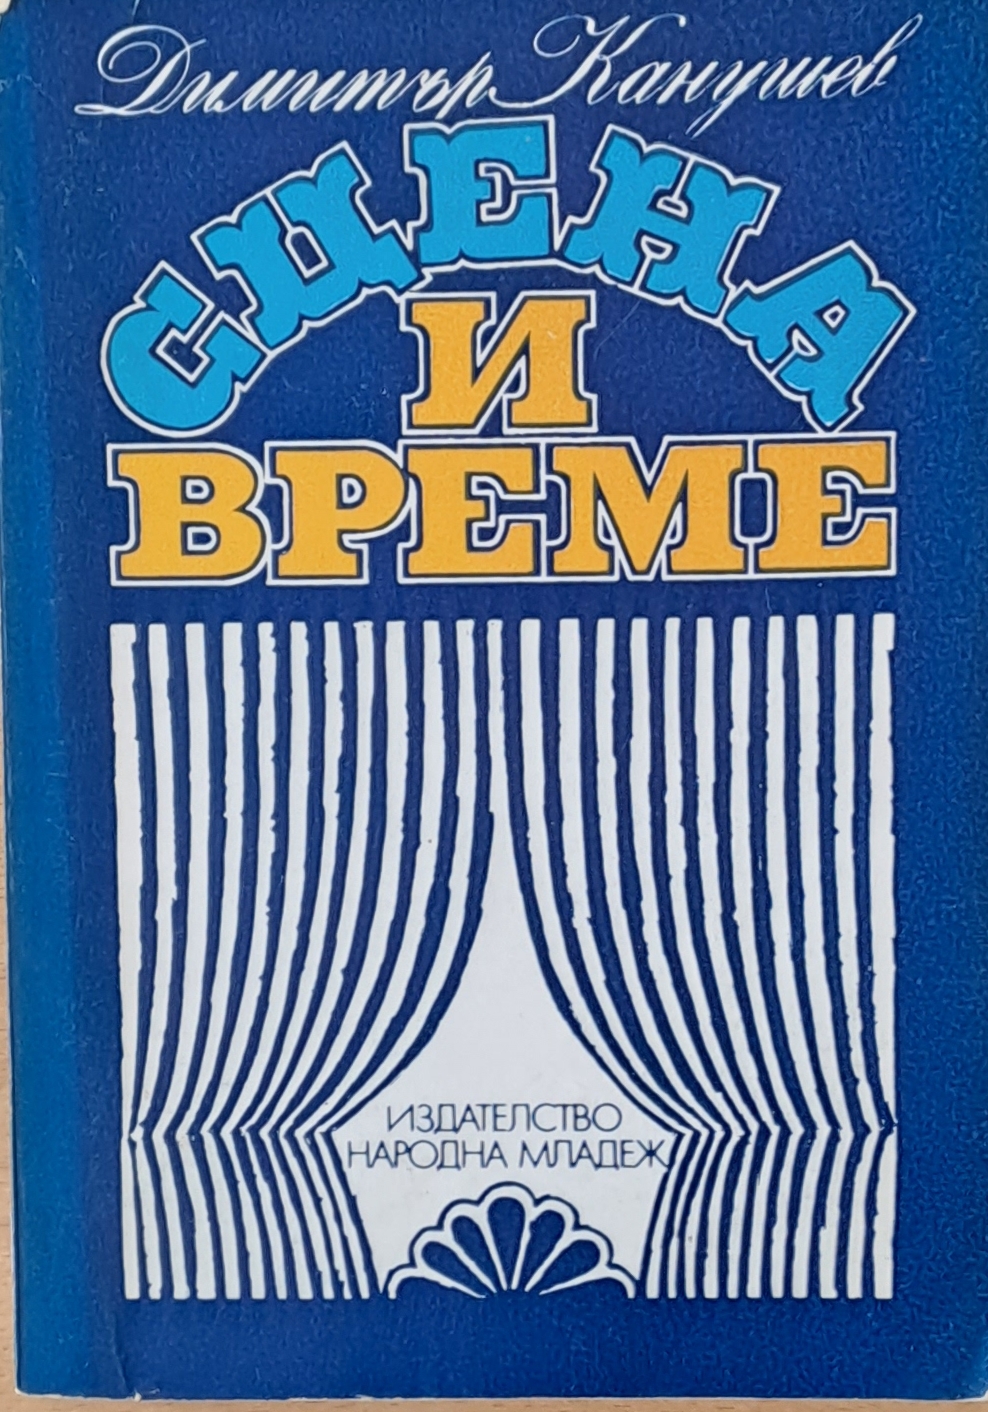 Димитър Канушев
СЦЕНА
И
ВРЕМЕ
ИЗДАТЕЛСТВО
НАРОДНА МЛАДЕЖ